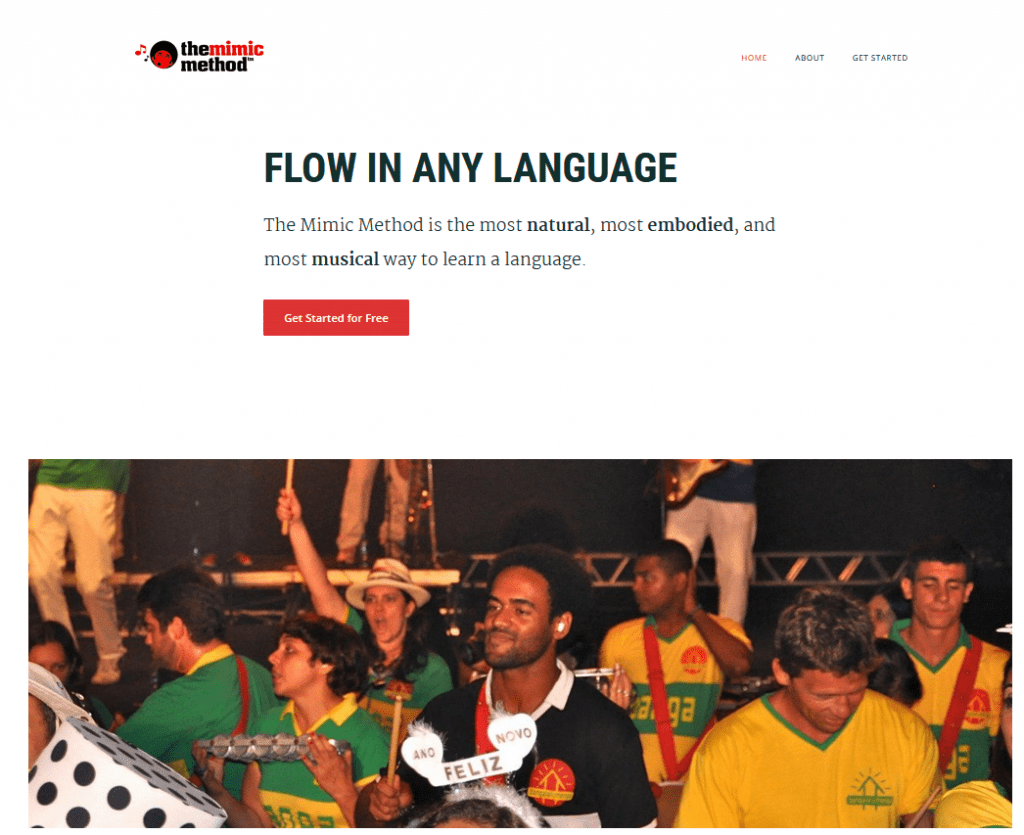 themimic
method™
HOME
ABOUT
GET STARTED
FLOW IN ANY LANGUAGE
The Mimic Method is the most natural, most embodied, and
most musical way to learn a language.
Get Started for Free
ANO
NOVO
FELIZ